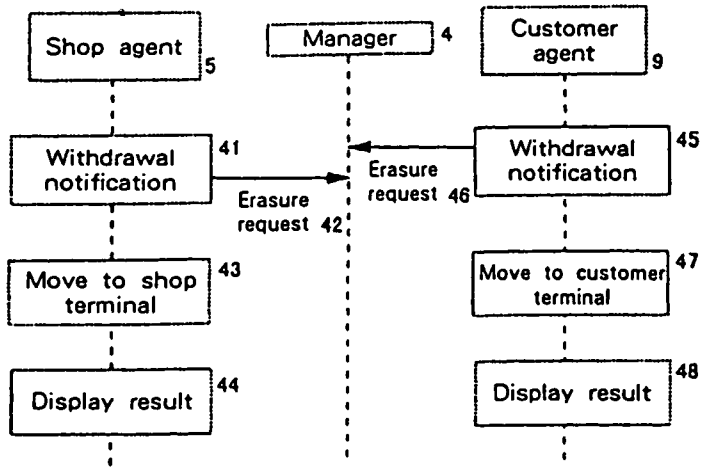 Shop agent
5
Manager
4
Customer
agent
9
Withdrawal
notification
41
Erasure
request 42
Erasure
request 46
Withdrawal
notification
45
Move to shop
terminal
43
Move to customer
terminal
47
Display result
44
Display result
48